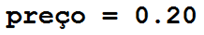 preço = 0.20